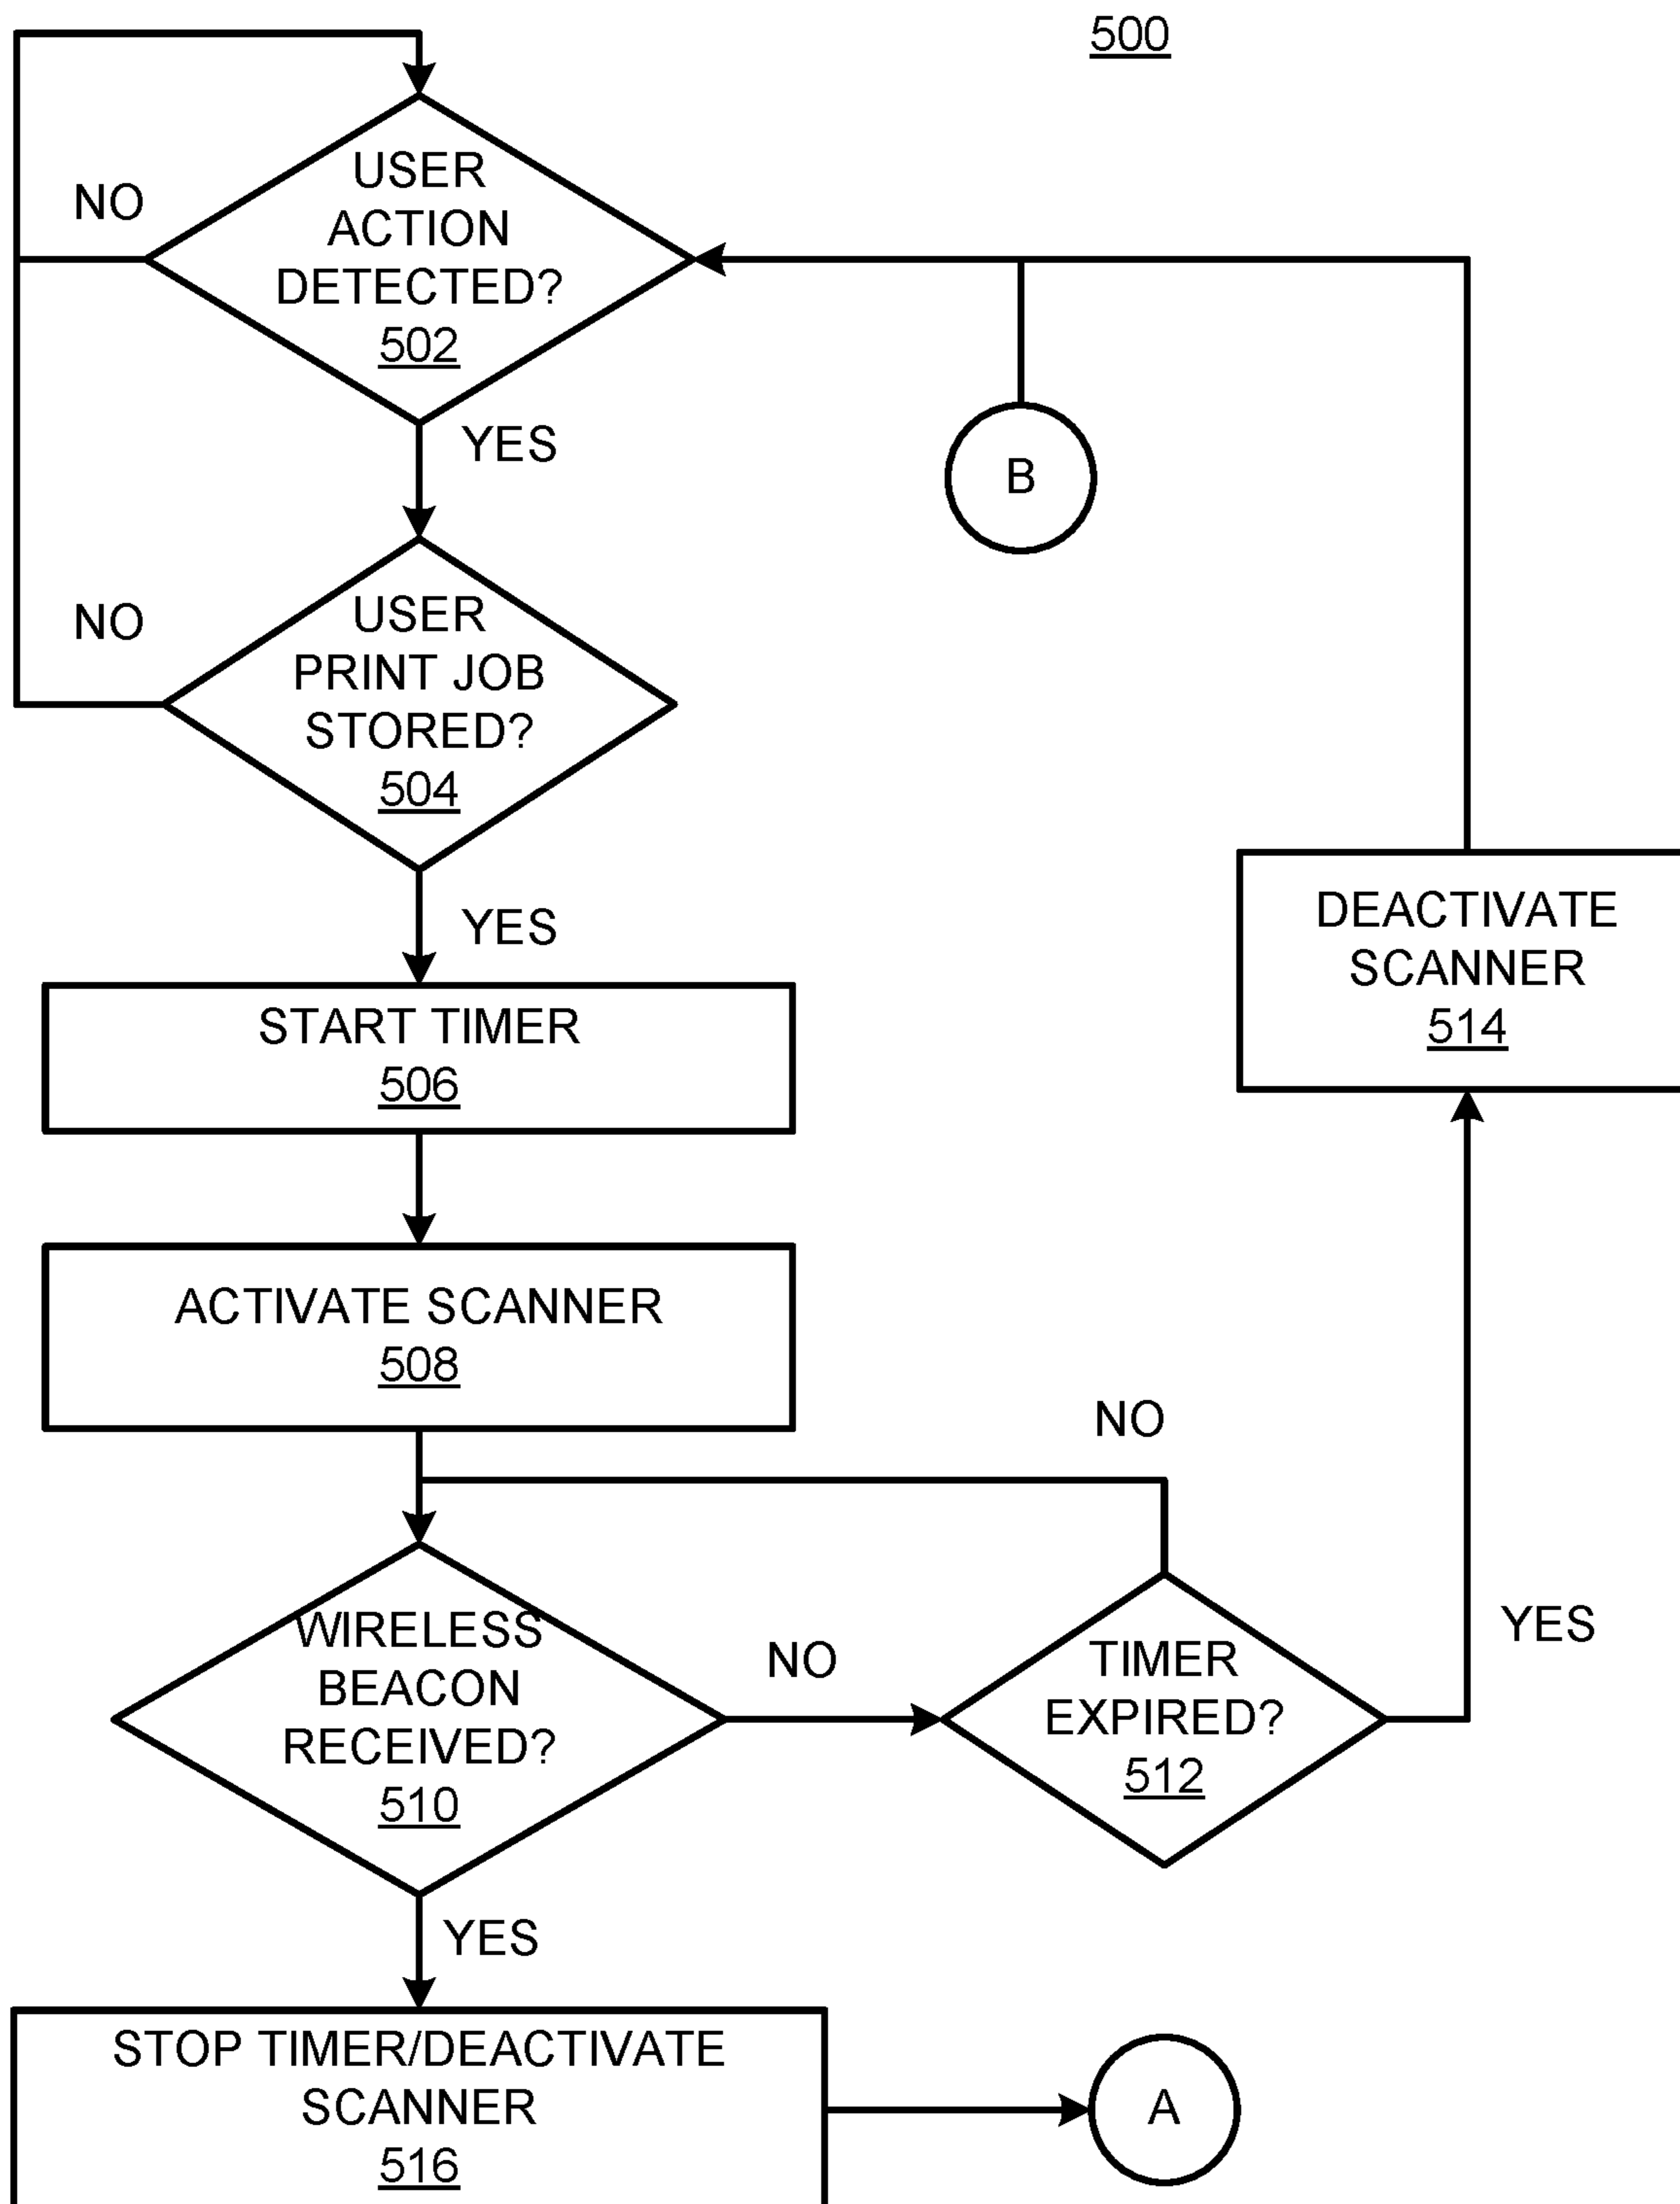 500
USER
ACTION
DETECTED?
502
NO
YES
B
USER
PRINT JOB
STORED?
504
NO
YES
DEACTIVATE
SCANNER
514
START TIMER
506
ACTIVATE SCANNER
508
NO
WIRELESS
BEACON
RECEIVED?
510
NO
TIMER
EXPIRED?
512
YES
YES
STOP TIMER/DEACTIVATE
SCANNER
516
A